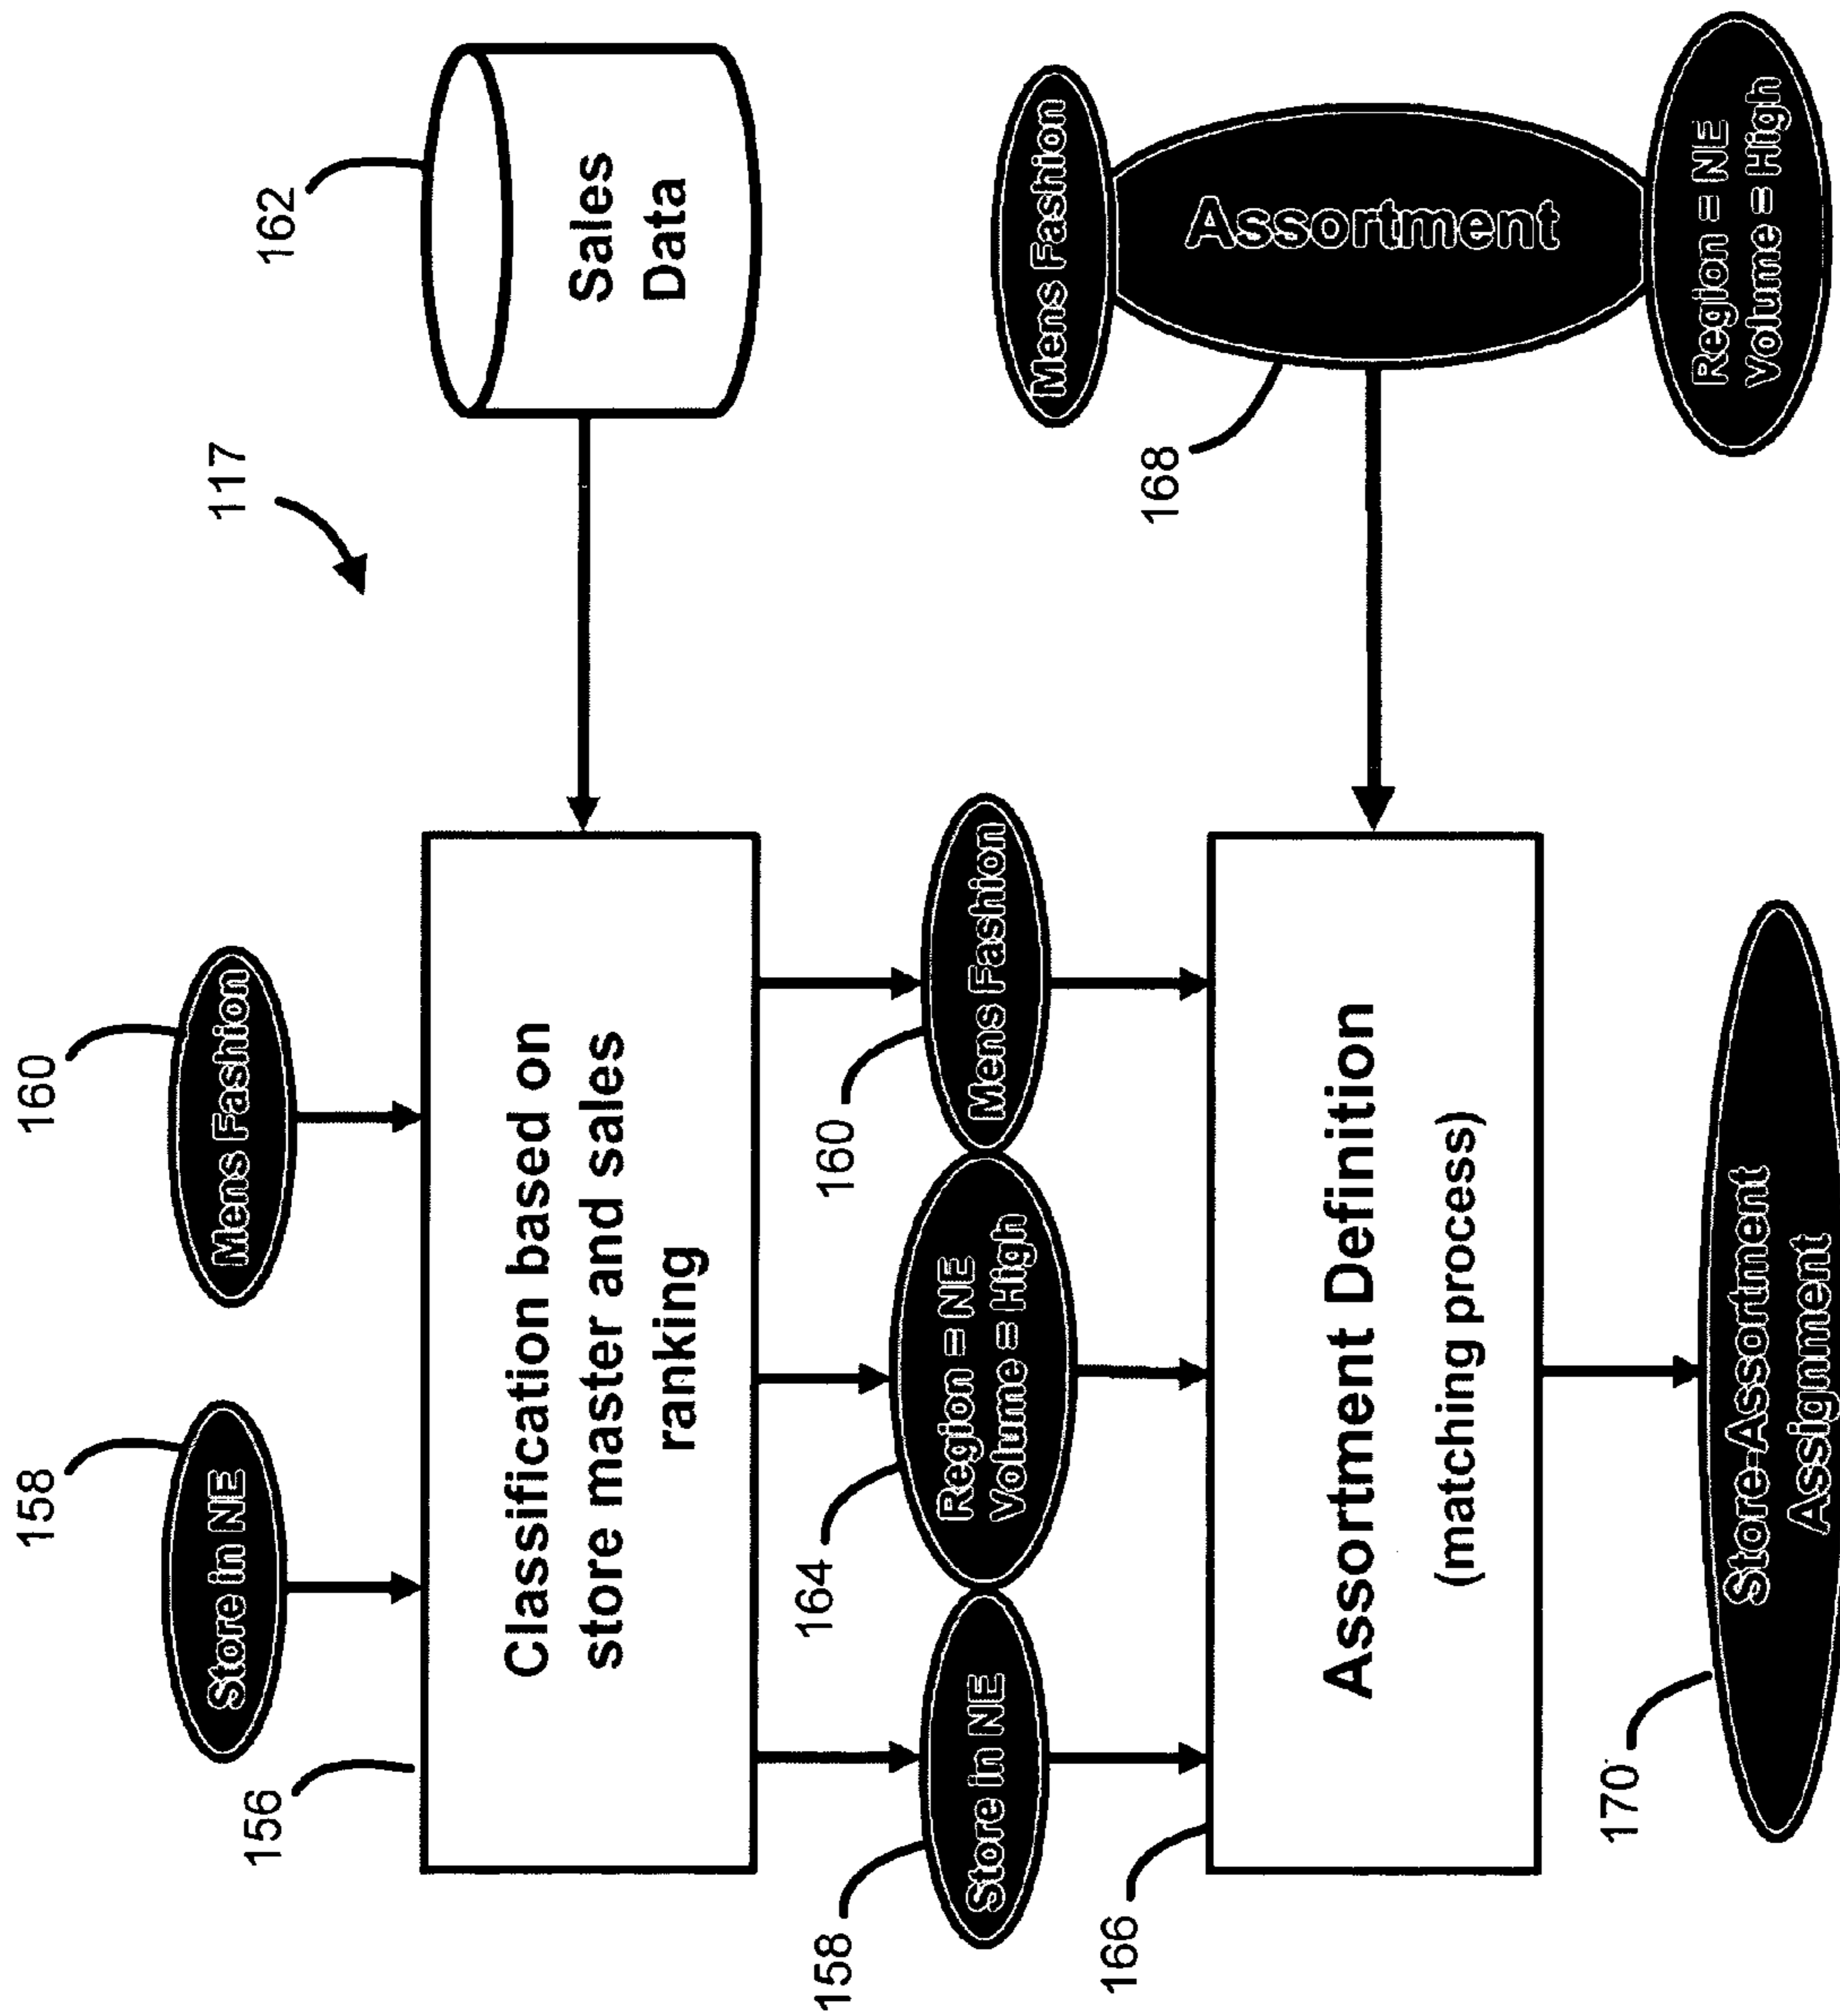 117
158
160
Store in NE
Mens Fashion
156
Classification based on
store master and sales
ranking
162
Sales
Data
158
Store in NE
164
Region = NE
Volume = High
160
Mens Fashion
166
Assortment Definition
(matching process)
168
Mens Fashion
Assortment
Region = NE
Volume = High
170
Store-Assortment
Assignment